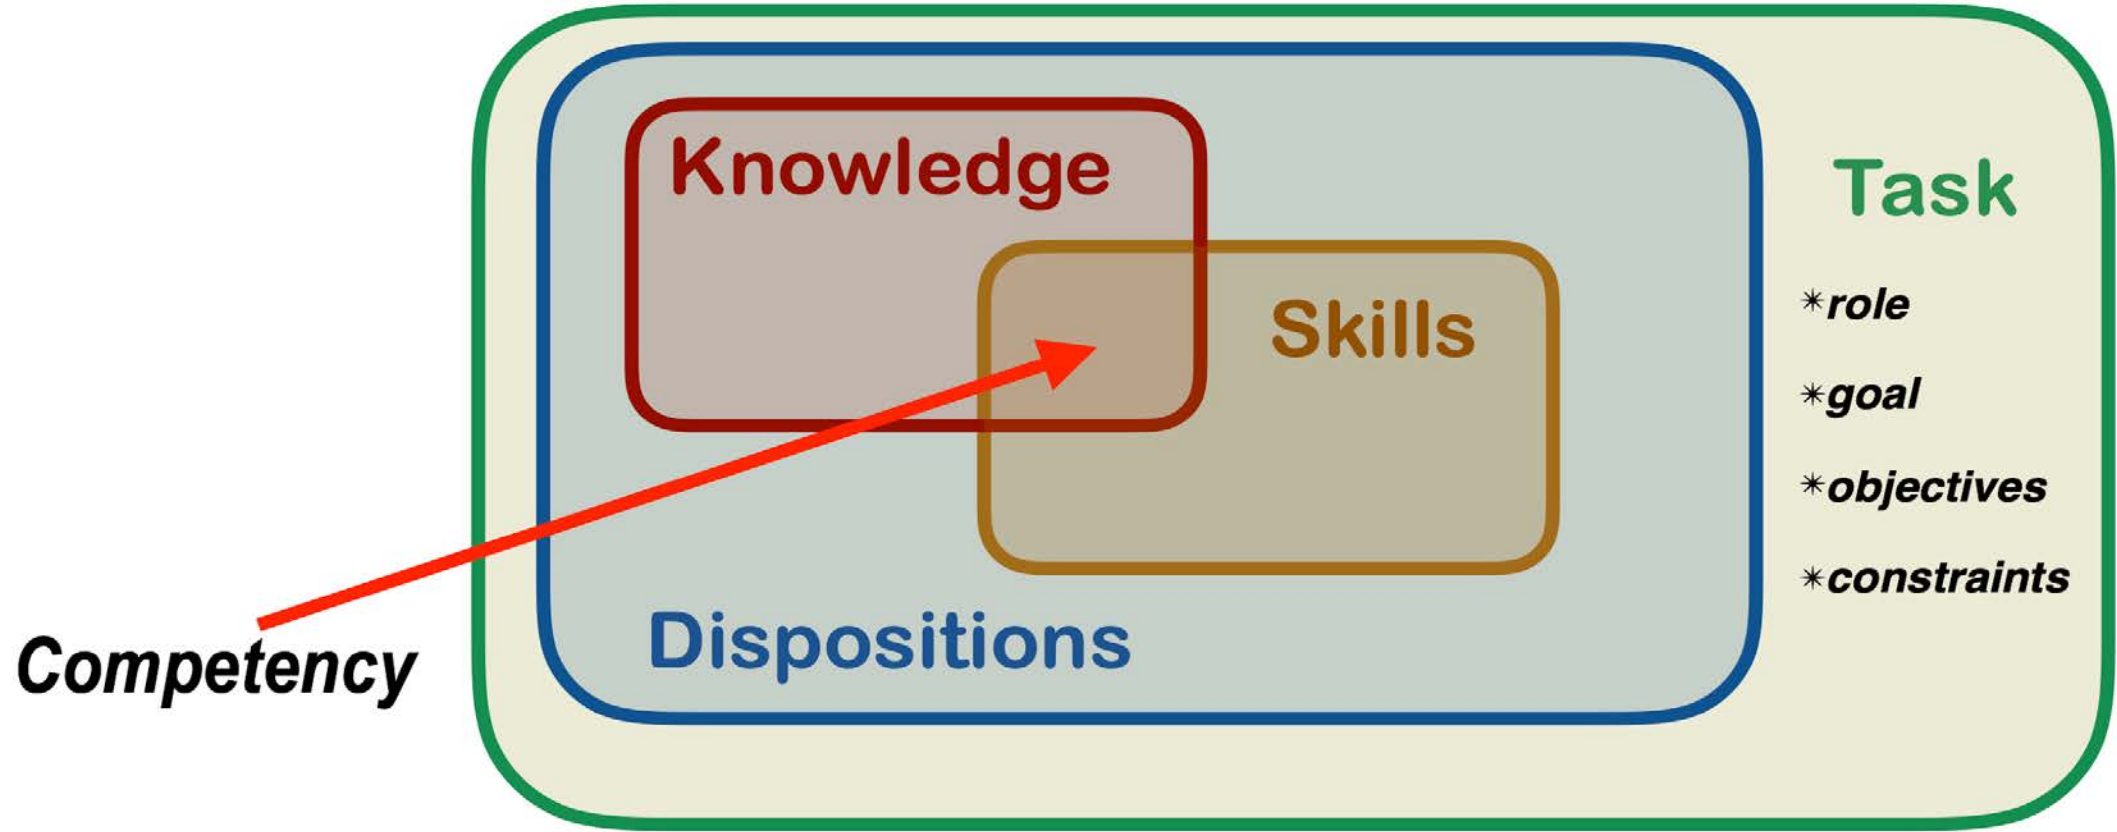 Knowledge
Task
Skills
✴role
✴goal
✴objectives
✴constraints
Dispositions
Competency